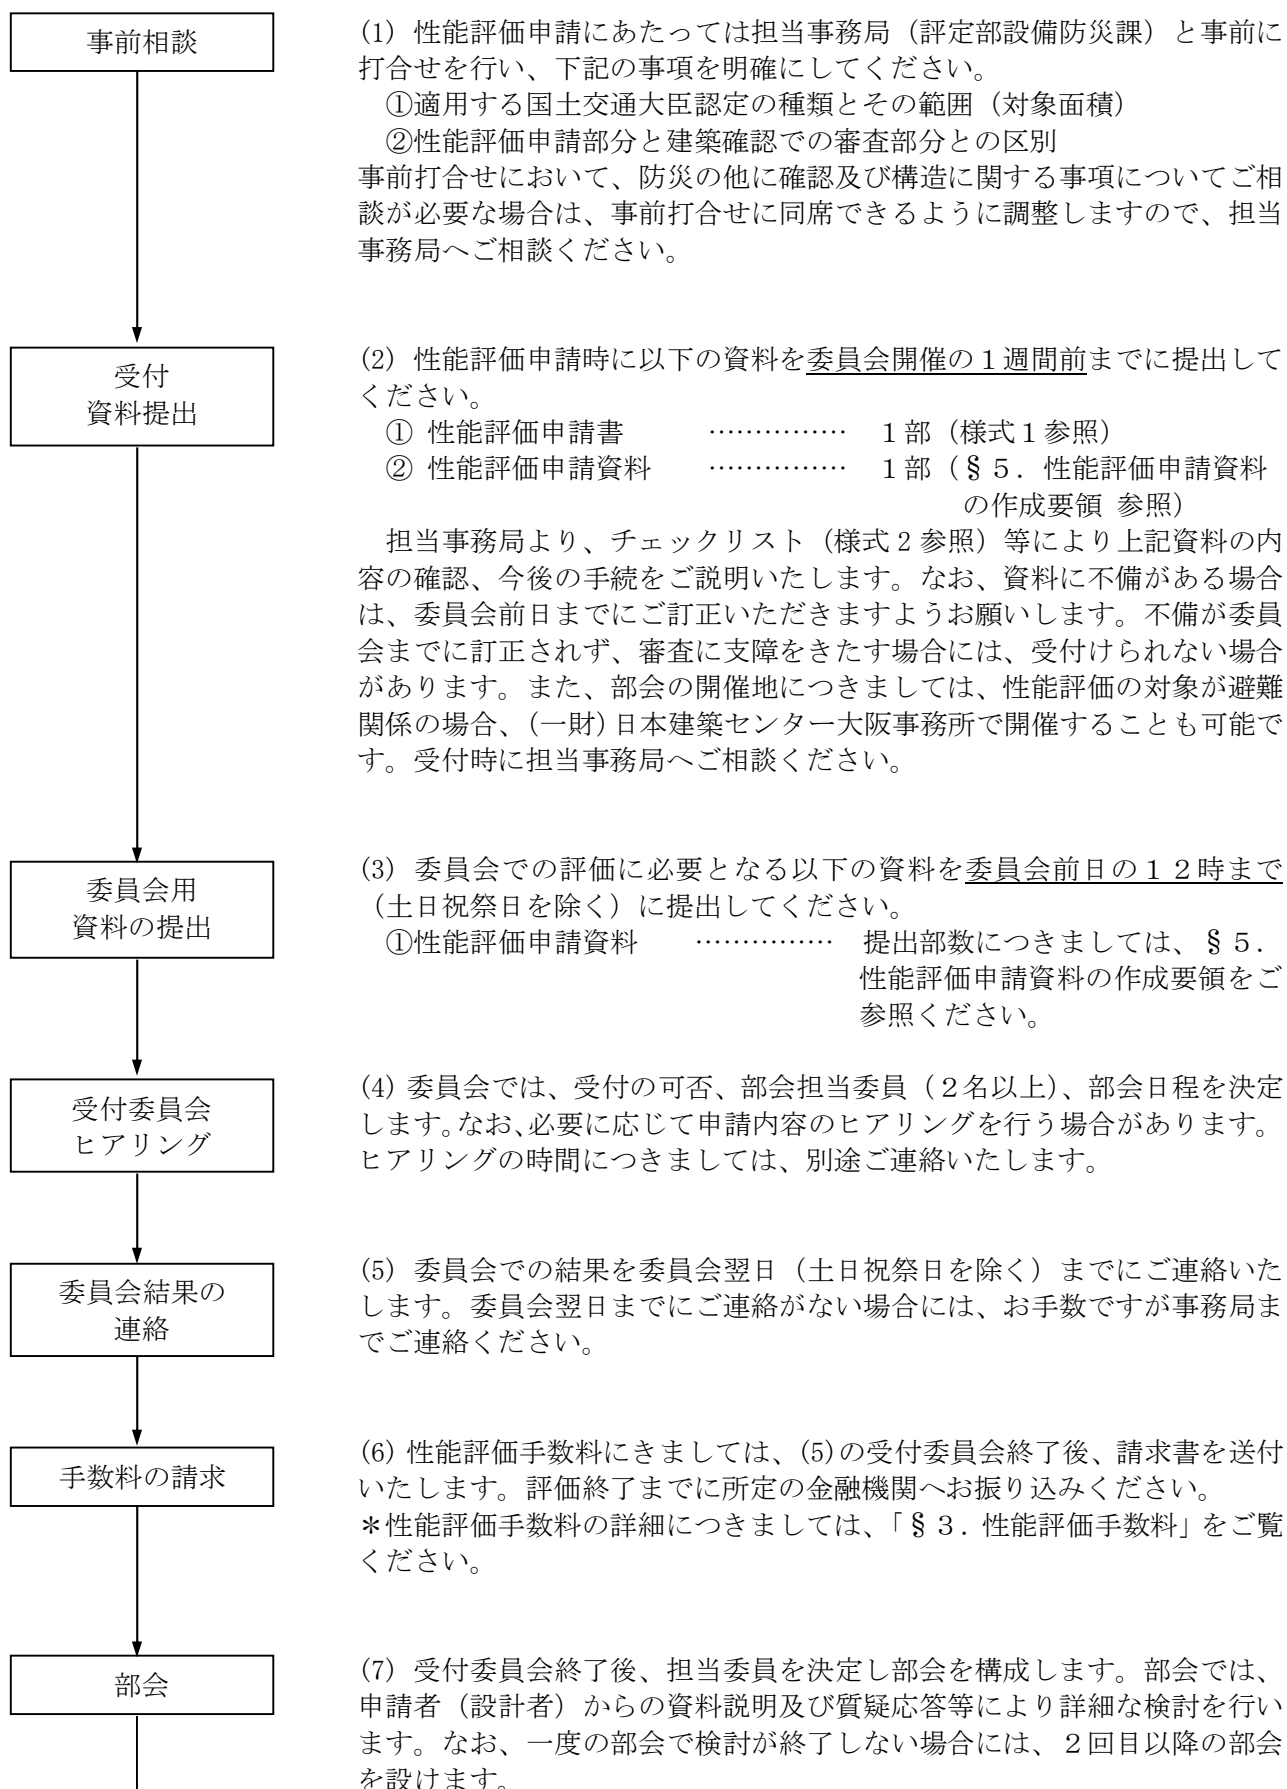 事前相談
(1) 性能評価申請にあたっては担当事務局（評定部設備防災課）と事前に
打合せを行い、下記の事項を明確にしてください。
①適用する国土交通大臣認定の種類とその範囲（対象面積）
②性能評価申請部分と建築確認での審査部分との区別
事前打合せにおいて、防災の他に確認及び構造に関する事項についてご相
談が必要な場合は、事前打合せに同席できるように調整しますので、担当
事務局へご相談ください。
受付
資料提出
(2) 性能評価申請時に以下の資料を委員会開催の１週間前までに提出して
ください。
① 性能評価申請書 …………… １部（様式１参照）
② 性能評価申請資料 …………… １部（§５．性能評価申請資料
の作成要領 参照）
担当事務局より、チェックリスト（様式２参照）等により上記資料の内
容の確認、今後の手続をご説明いたします。なお、資料に不備がある場合
は、委員会前日までにご訂正いただきますようお願いします。不備が委員
会までに訂正されず、審査に支障をきたす場合には、受付けられない場合
があります。また、部会の開催地につきましては、性能評価の対象が避難
関係の場合、(一財)日本建築センター大阪事務所で開催することも可能で
す。受付時に担当事務局へご相談ください。
委員会用
資料の提出
(3) 委員会での評価に必要となる以下の資料を委員会前日の１２時まで
（土日祝祭日を除く）に提出してください。
①性能評価申請資料 …………… 提出部数につきましては、§５．
性能評価申請資料の作成要領をご
参照ください。
受付委員会
ヒアリング
(4) 委員会では、受付の可否、部会担当委員（２名以上）、部会日程を決定
します。なお、必要に応じて申請内容のヒアリングを行う場合があります。
ヒアリングの時間につきましては、別途ご連絡いたします。
委員会結果の
連絡
(5) 委員会での結果を委員会翌日（土日祝祭日を除く）までにご連絡いた
します。委員会翌日までにご連絡がない場合には、お手数ですが事務局ま
でご連絡ください。
手数料の請求
(6) 性能評価手数料にきましては、(5)の受付委員会終了後、請求書を送付
いたします。評価終了までに所定の金融機関へお振り込みください。
＊性能評価手数料の詳細につきましては、「§３．性能評価手数料」をご覧
ください。
部会
(7) 受付委員会終了後、担当委員を決定し部会を構成します。部会では、
申請者（設計者）からの資料説明及び質疑応答等により詳細な検討を行い
ます。なお、一度の部会で検討が終了しない場合には、２回目以降の部会
を設けます。